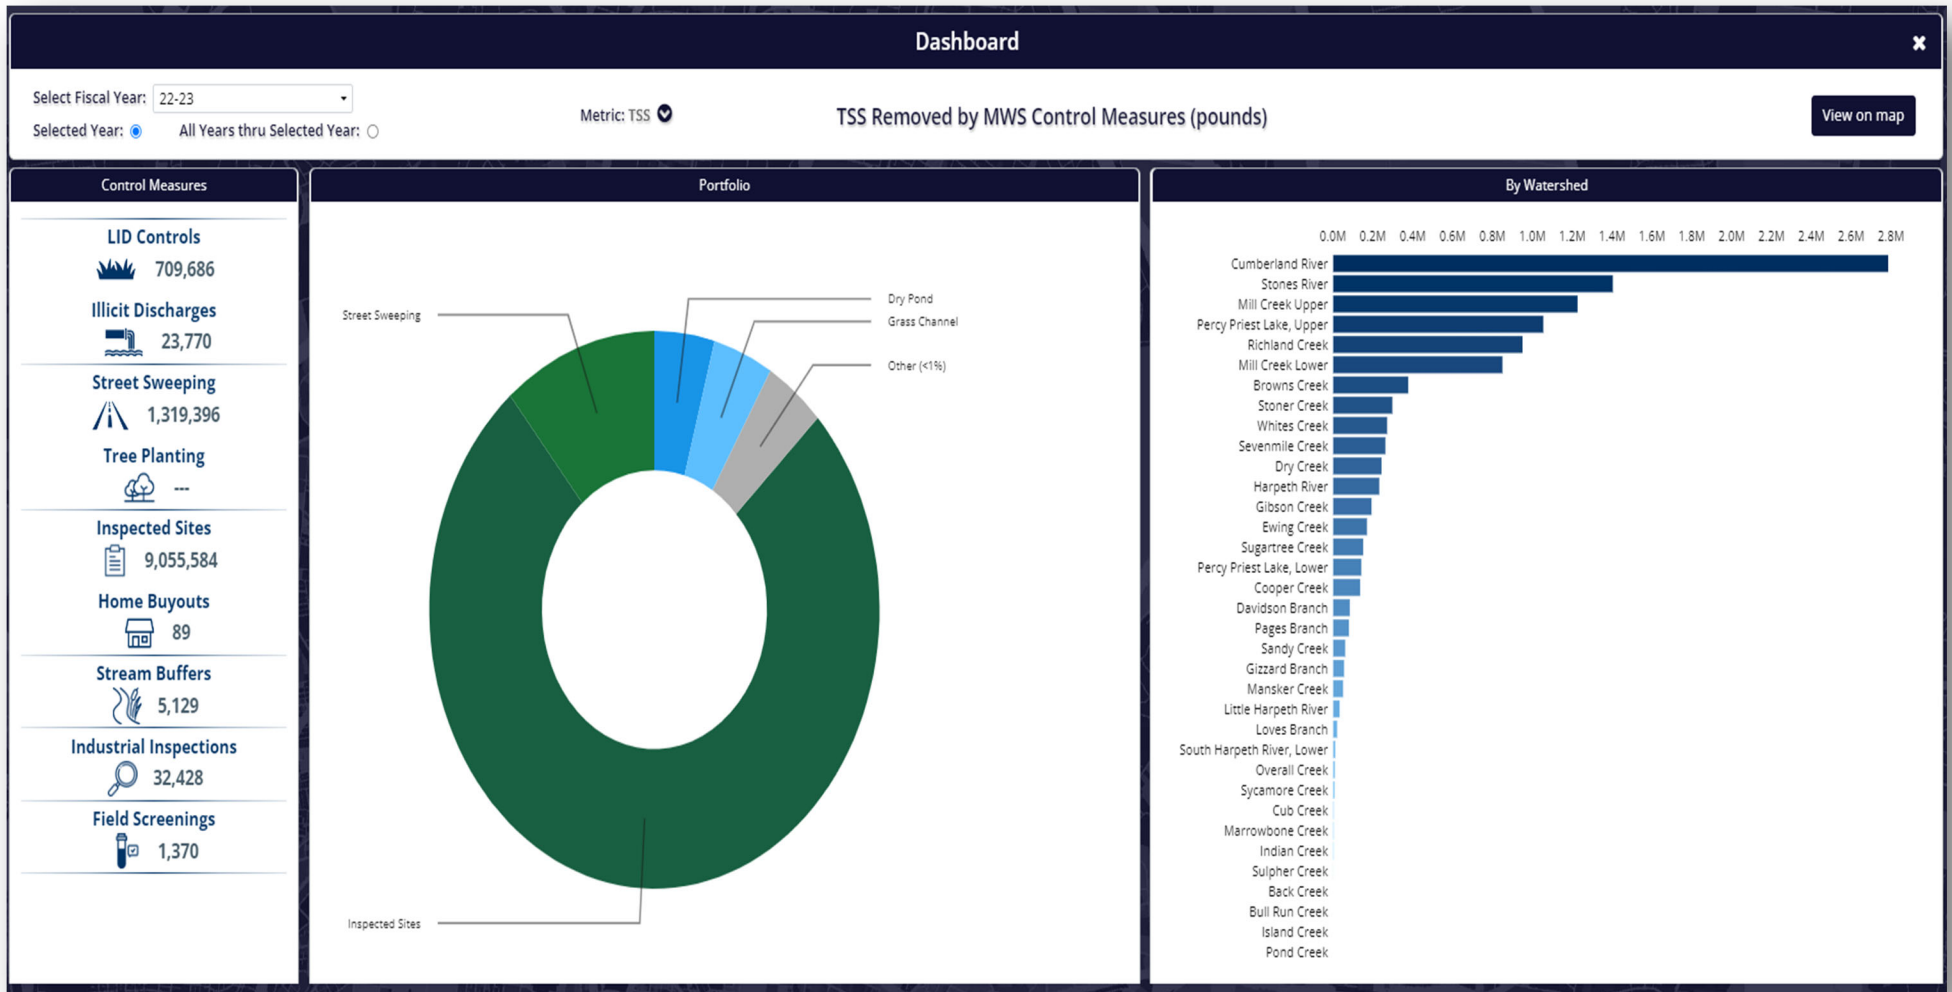 Dashboard
✖
Select Fiscal Year: 22-23
Selected Year: All Years thru Selected Year:
Metric: TSS
TSS Removed by MWS Control Measures (pounds)
View on map
Control Measures
LID Controls
709,686
Illicit Discharges
23,770
Street Sweeping
1,319,396
Tree Planting
---
Inspected Sites
9,055,584
Home Buyouts
89
Stream Buffers
5,129
Industrial Inspections
32,428
Field Screenings
1,370
Portfolio
Dry Pond
Street Sweeping
Grass Channel
Other (<1%)
Inspected Sites
By Watershed
0.0M 0.2M 0.4M 0.6M 0.8M 1.0M 1.2M 1.4M 1.6M 1.8M 2.0M 2.2M 2.4M 2.6M 2.8M
Cumberland River
Stones River
Mill Creek Upper
Percy Priest Lake, Upper
Richland Creek
Mill Creek Lower
Browns Creek
Stoner Creek
Whites Creek
Sevenmile Creek
Dry Creek
Harpeth River
Gibson Creek
Ewing Creek
Sugartree Creek
Percy Priest Lake, Lower
Cooper Creek
Davidson Branch
Pages Branch
Sandy Creek
Gizzard Branch
Mansker Creek
Little Harpeth River
Loves Branch
South Harpeth River, Lower
Overall Creek
Sycamore Creek
Cub Creek
Marrowbone Creek
Indian Creek
Sulpher Creek
Back Creek
Bull Run Creek
Island Creek
Pond Creek